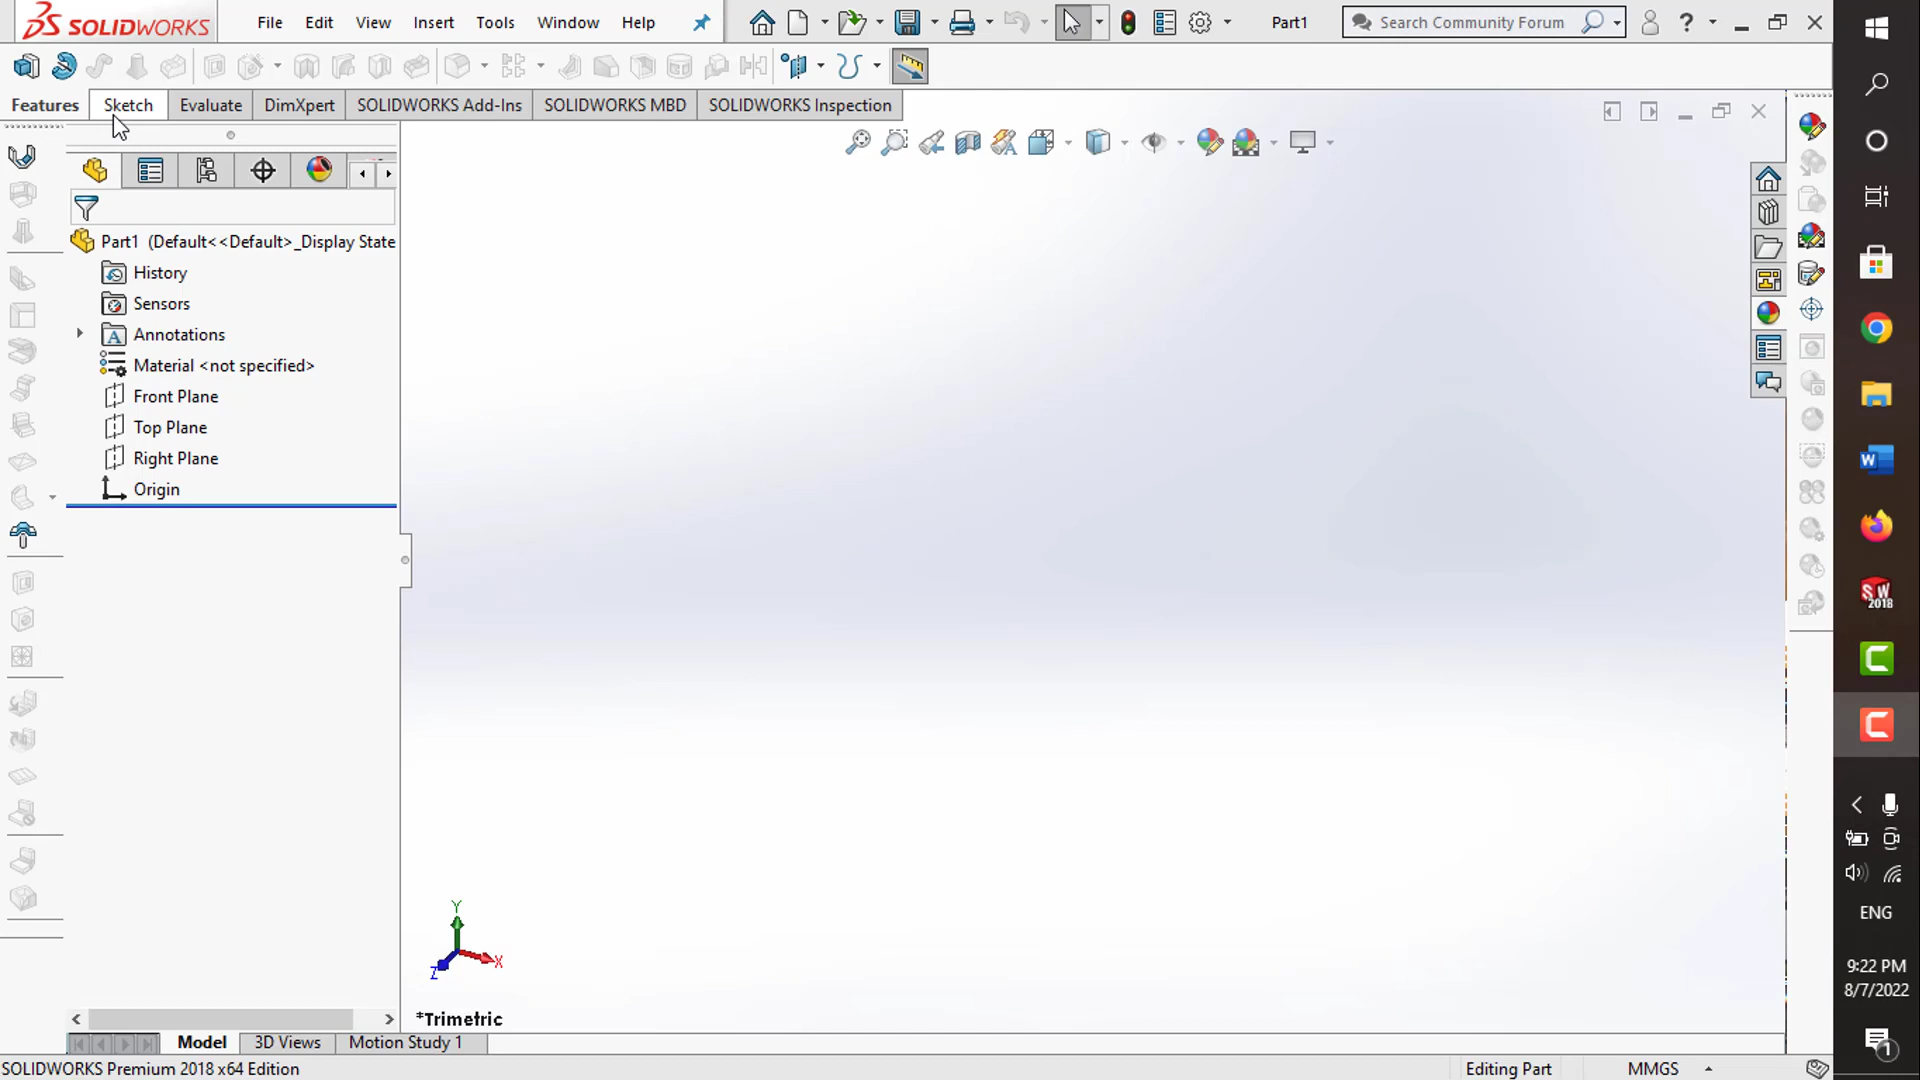 SOLIDWORKS File Edit View Insert Tools Window Help Part1 Search Community Forum ?
Features Sketch Evaluate DimXpert SOLIDWORKS Add-Ins SOLIDWORKS MBD SOLIDWORKS Inspection
Part1 (Default<<Default>_Display State
History
Sensors
Annotations
Material <not specified>
Front Plane
Top Plane
Right Plane
Origin
W
SW
2018
ENG
9:22 PM
8/7/2022
1
Y
X
Z
*Trimetric
Model 3D Views Motion Study 1
SOLIDWORKS Premium 2018 x64 Edition Editing Part MMGS